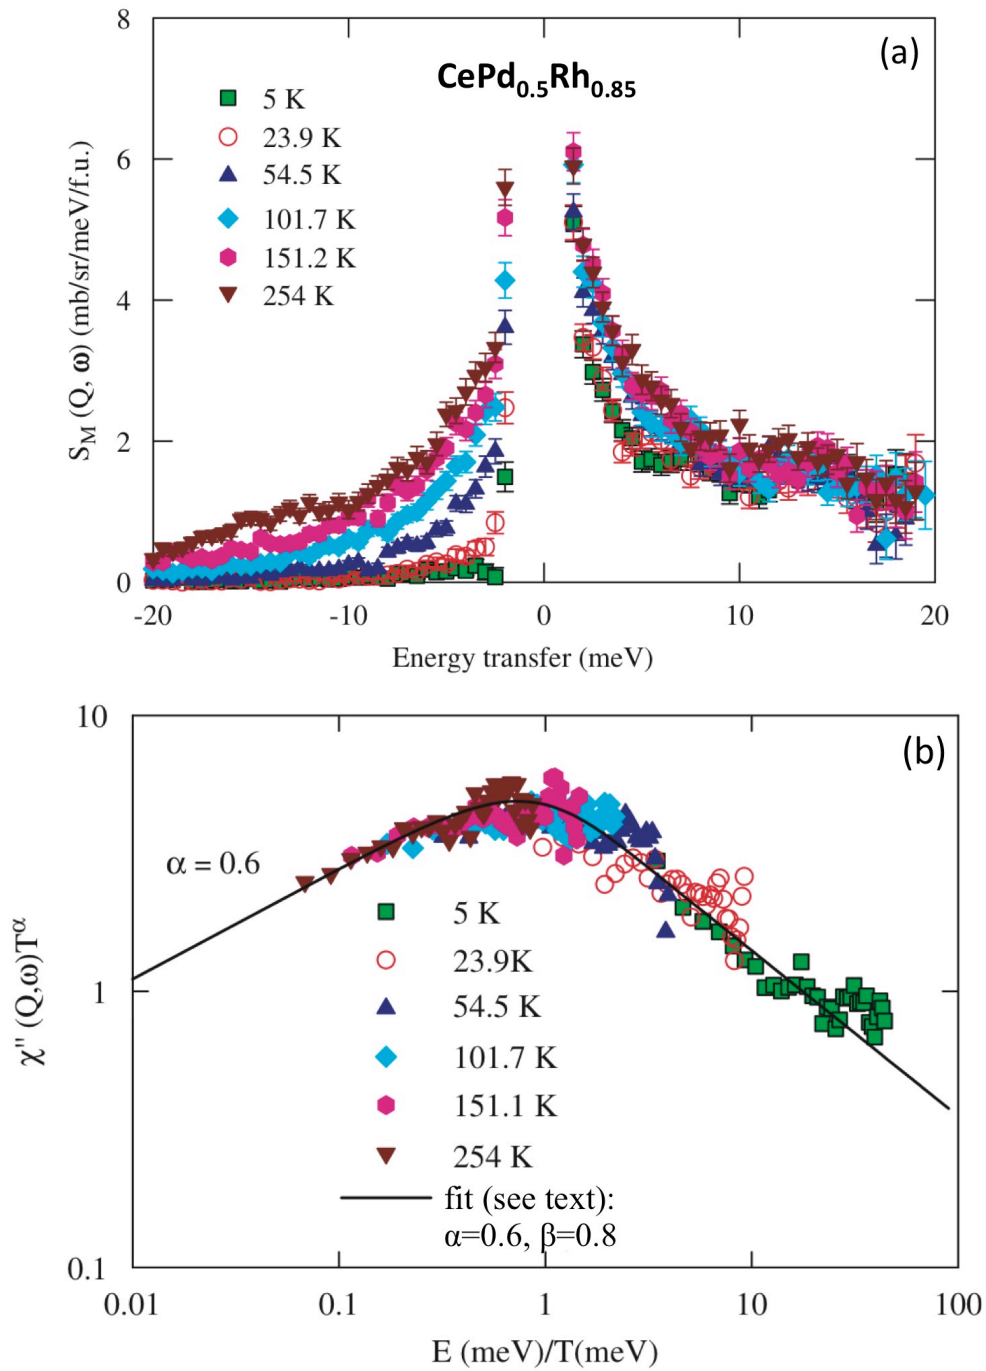 8
(a)
CePd0.5Rh0.85
5 K
23.9 K
54.5 K
101.7 K
151.2 K
254 K
6
4
2
0
S_M (Q, ω) (mb/sr/meV/f.u.)
-20 -10 0 10 20
Energy transfer (meV)
10
(b)
α = 0.6
5 K
23.9K
54.5 K
101.7 K
151.1 K
254 K
fit (see text):
α=0.6, β=0.8
1
0.1
χ" (Q,ω)T^α
0.01 0.1 1 10 100
E (meV)/T(meV)